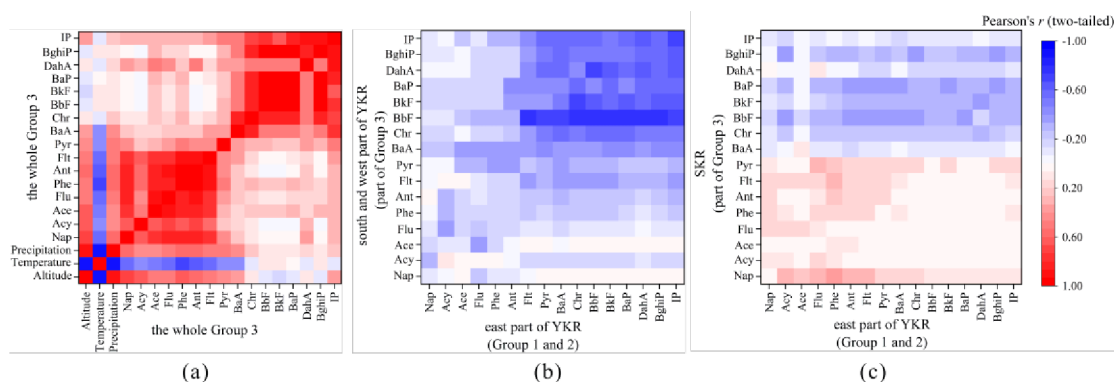 Pearson's r (two-tailed)
-1.00
-0.60
-0.20
0.20
0.60
1.00
the whole Group 3
IP
BghiP
DahA
BaP
BkF
BbF
Chr
BaA
Pyr
Flt
Ant
Phe
Flu
Ace
Acy
Nap
Precipitation
Temperature
Altitude
Altitude Temperature Precipitation Nap Acy Ace Flu Phe Ant Flt Pyr BaA Chr BbF BkF BaP DahA BghiP IP
the whole Group 3
(a)
south and west part of YKR
(part of Group 3)
IP
BghiP
DahA
BaP
BkF
BbF
Chr
BaA
Pyr
Flt
Ant
Phe
Flu
Ace
Acy
Nap
Nap Acy Ace Flu Phe Ant Flt Pyr BaA Chr BbF BkF BaP DahA BghiP IP
east part of YKR
(Group 1 and 2)
(b)
SKR
(part of Group 3)
IP
BghiP
DahA
BaP
BkF
BbF
Chr
BaA
Pyr
Flt
Ant
Phe
Flu
Ace
Acy
Nap
Nap Acy Ace Flu Phe Ant Flt Pyr BaA Chr BbF BkF BaP DahA BghiP IP
east part of YKR
(Group 1 and 2)
(c)